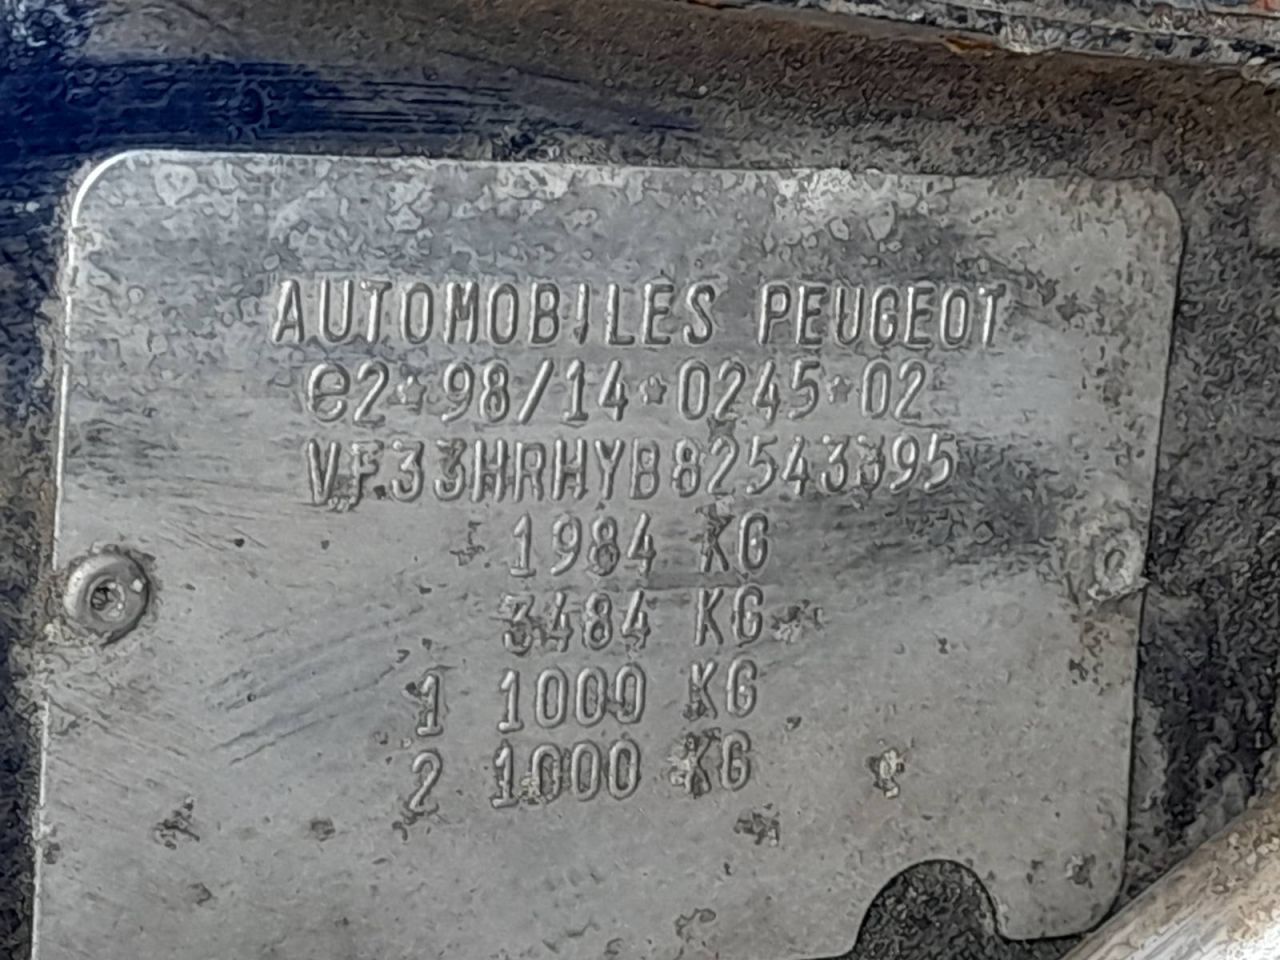 AUTOMOBILES PEUGEOT
e2*98/14*0245*02
VF33HRHYB82543395
1984 KG
3484 KG
1 1000 KG
2 1000 KG